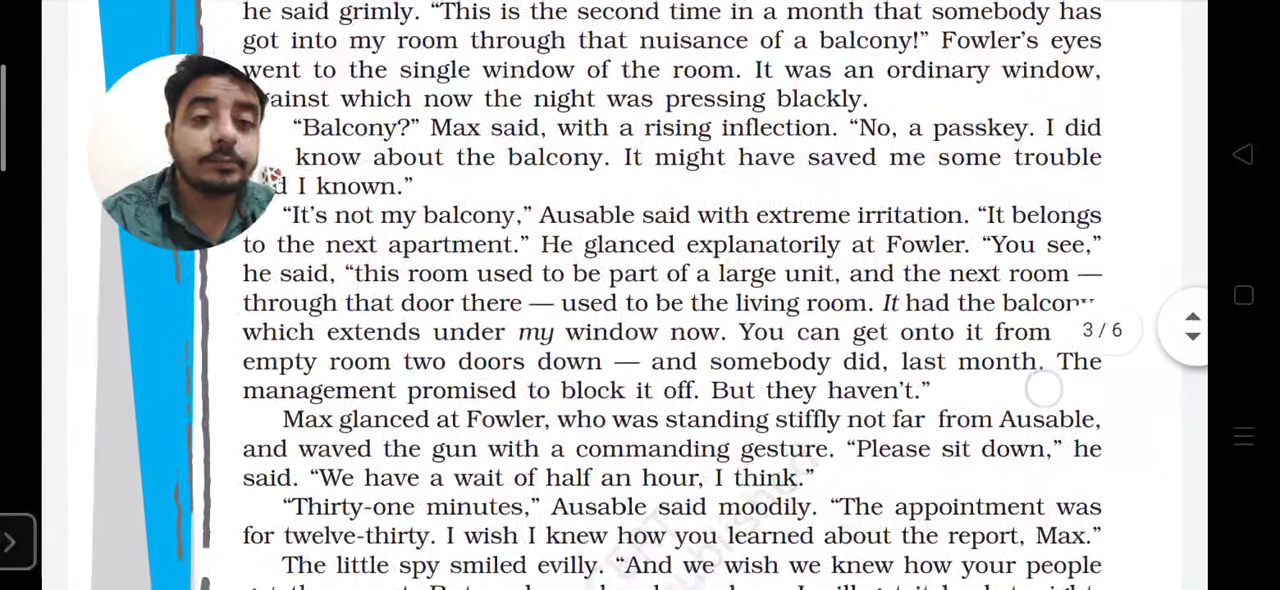 he said grimly. “This is the second time in a month that somebody has
got into my room through that nuisance of a balcony!” Fowler’s eyes
went to the single window of the room. It was an ordinary window,
against which now the night was pressing blackly.
“Balcony?” Max said, with a rising inflection. “No, a passkey. I did
know about the balcony. It might have saved me some trouble
I known.”
“It’s not my balcony,” Ausable said with extreme irritation. “It belongs
to the next apartment.” He glanced explanatorily at Fowler. “You see,”
he said, “this room used to be part of a large unit, and the next room —
through that door there — used to be the living room. It had the balcony
which extends under my window now. You can get onto it from
3 / 6
empty room two doors down — and somebody did, last month. The
management promised to block it off. But they haven’t.”
Max glanced at Fowler, who was standing stiffly not far from Ausable,
and waved the gun with a commanding gesture. “Please sit down,” he
said. “We have a wait of half an hour, I think.”
“Thirty-one minutes,” Ausable said moodily. “The appointment was
for twelve-thirty. I wish I knew how you learned about the report, Max.”
The little spy smiled evilly. “And we wish we knew how your people